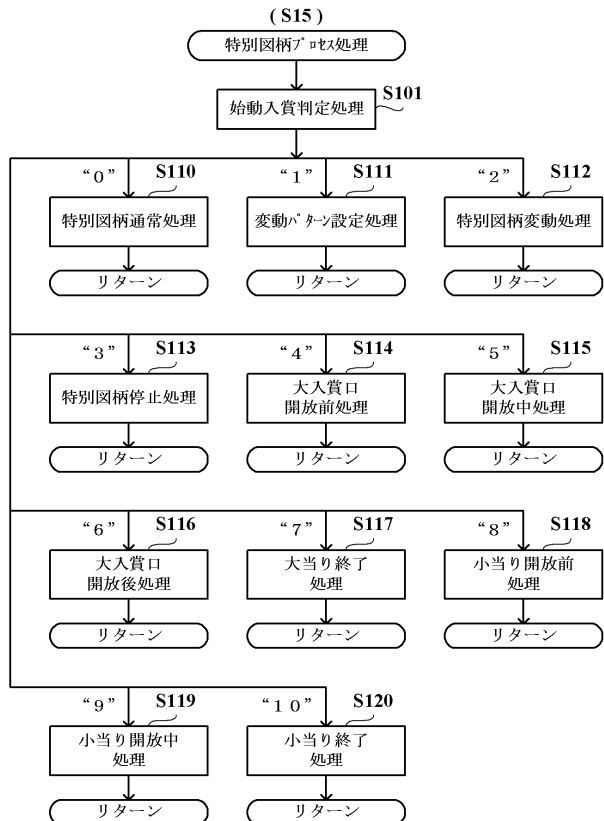 (S15)
特別図柄ﾌﾟﾛｾｽ処理
S101
始動入賞判定処理
“0”
S110
特別図柄通常処理
リターン
“1”
S111
変動ﾊﾟﾀｰﾝ設定処理
リターン
“2”
S112
特別図柄変動処理
リターン
“3”
S113
特別図柄停止処理
リターン
“4”
S114
大入賞口
開放前処理
リターン
“5”
S115
大入賞口
開放中処理
リターン
“6”
S116
大入賞口
開放後処理
リターン
“7”
S117
大当り終了
処理
リターン
“8”
S118
小当り開放前
処理
リターン
“9”
S119
小当り開放中
処理
リターン
“10”
S120
小当り終了
処理
リターン